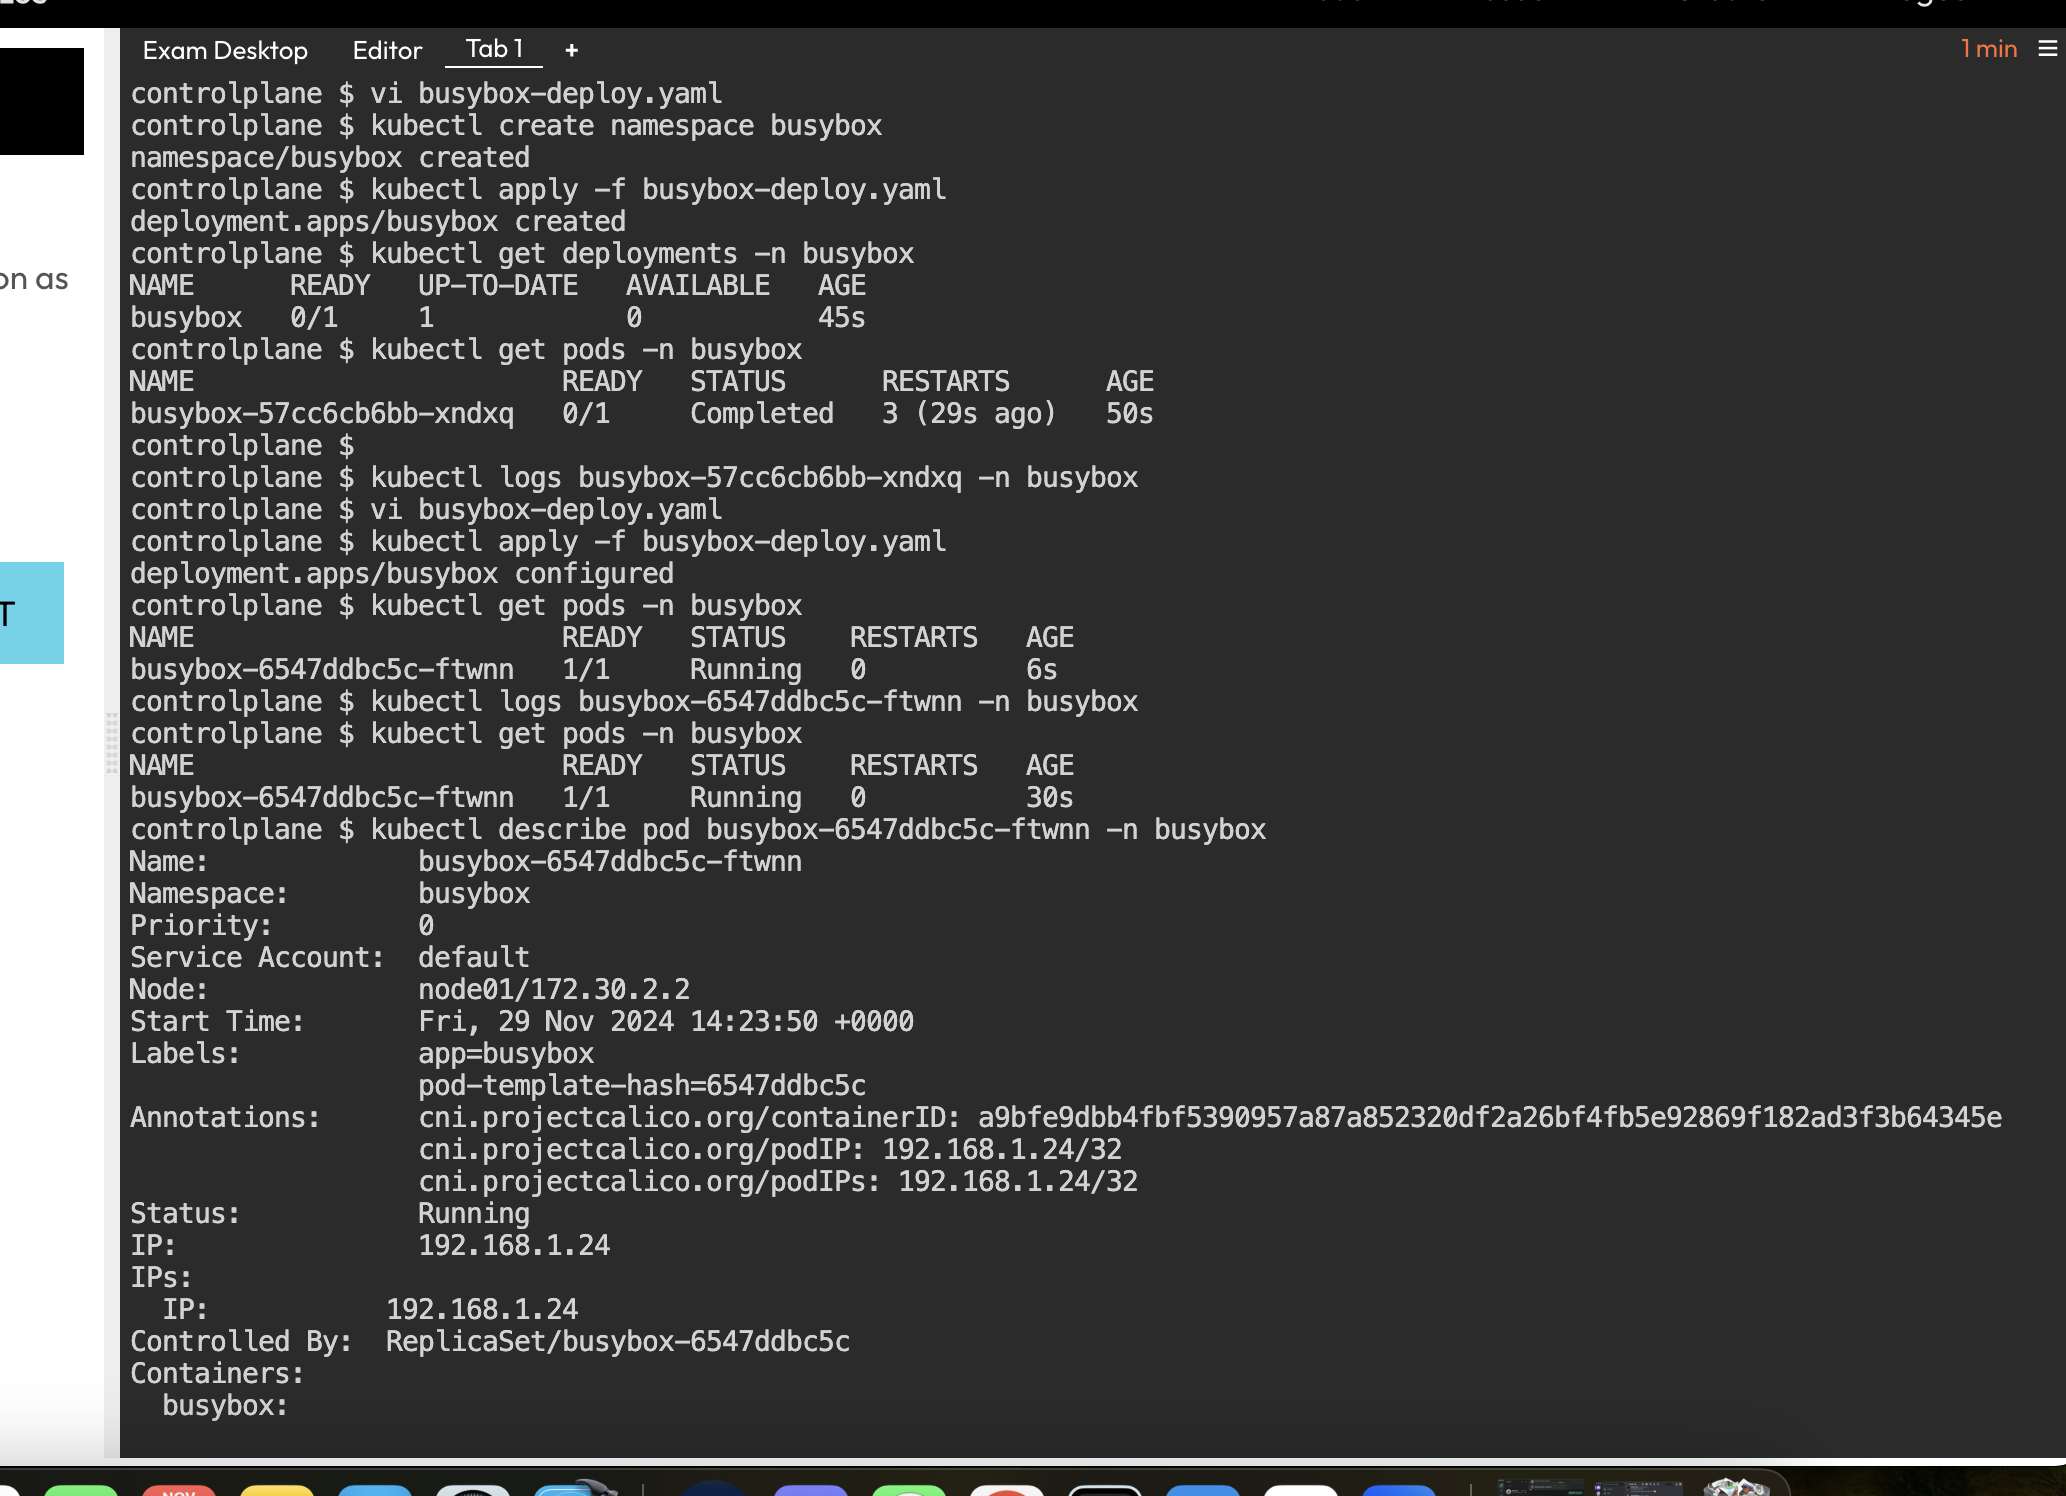 Exam Desktop Editor Tab 1 + 1 min
on as
T
controlplane $ vi busybox-deploy.yaml
controlplane $ kubectl create namespace busybox
namespace/busybox created
controlplane $ kubectl apply -f busybox-deploy.yaml
deployment.apps/busybox created
controlplane $ kubectl get deployments -n busybox
NAME      READY   UP-TO-DATE   AVAILABLE   AGE
busybox   0/1     1            0           45s
controlplane $ kubectl get pods -n busybox
NAME                       READY   STATUS      RESTARTS      AGE
busybox-57cc6cb6bb-xndxq   0/1     Completed   3 (29s ago)   50s
controlplane $
controlplane $ kubectl logs busybox-57cc6cb6bb-xndxq -n busybox
controlplane $ vi busybox-deploy.yaml
controlplane $ kubectl apply -f busybox-deploy.yaml
deployment.apps/busybox configured
controlplane $ kubectl get pods -n busybox
NAME                       READY   STATUS    RESTARTS   AGE
busybox-6547ddbc5c-ftwnn   1/1     Running   0          6s
controlplane $ kubectl logs busybox-6547ddbc5c-ftwnn -n busybox
controlplane $ kubectl get pods -n busybox
NAME                       READY   STATUS    RESTARTS   AGE
busybox-6547ddbc5c-ftwnn   1/1     Running   0          30s
controlplane $ kubectl describe pod busybox-6547ddbc5c-ftwnn -n busybox
Name:             busybox-6547ddbc5c-ftwnn
Namespace:        busybox
Priority:         0
Service Account:  default
Node:             node01/172.30.2.2
Start Time:       Fri, 29 Nov 2024 14:23:50 +0000
Labels:           app=busybox
                  pod-template-hash=6547ddbc5c
Annotations:      cni.projectcalico.org/containerID: a9bfe9dbb4fbf5390957a87a852320df2a26bf4fb5e92869f182ad3f3b64345e
                  cni.projectcalico.org/podIP: 192.168.1.24/32
                  cni.projectcalico.org/podIPs: 192.168.1.24/32
Status:           Running
IP:               192.168.1.24
IPs:
  IP:           192.168.1.24
Controlled By:  ReplicaSet/busybox-6547ddbc5c
Containers:
  busybox:
NOV